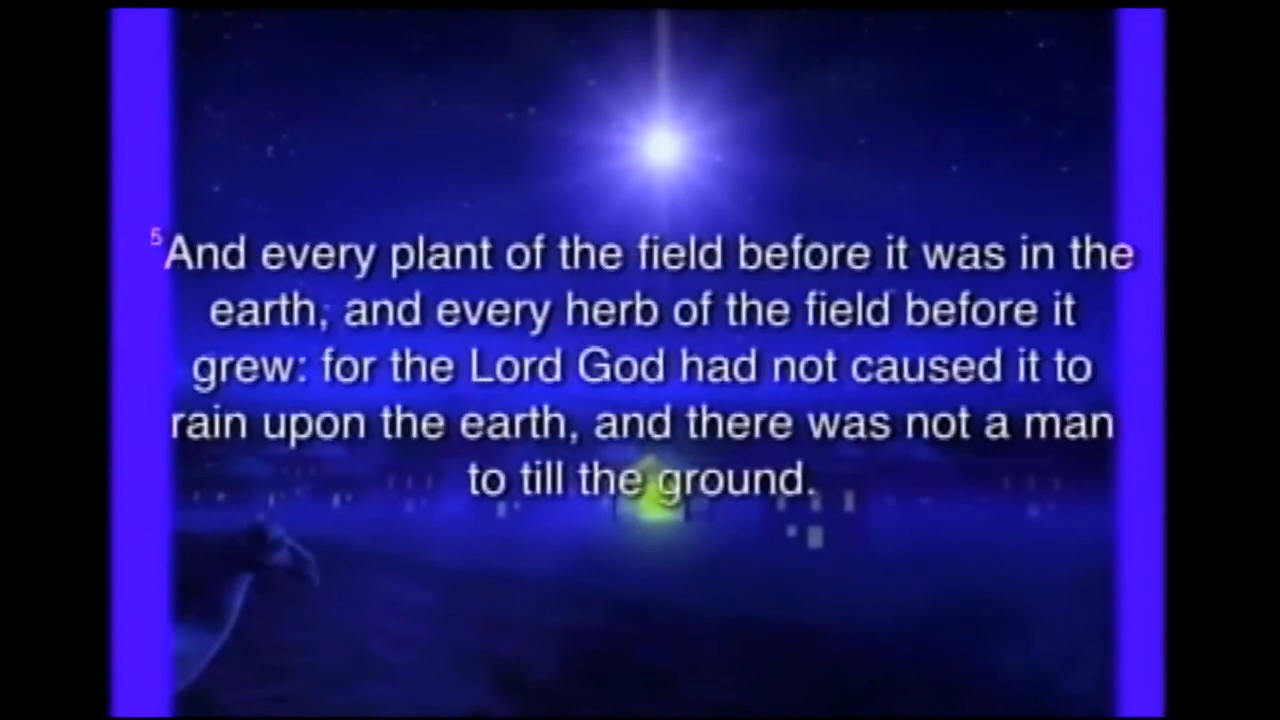 5And every plant of the field before it was in the
earth, and every herb of the field before it
grew: for the Lord God had not caused it to
rain upon the earth, and there was not a man
to till the ground.